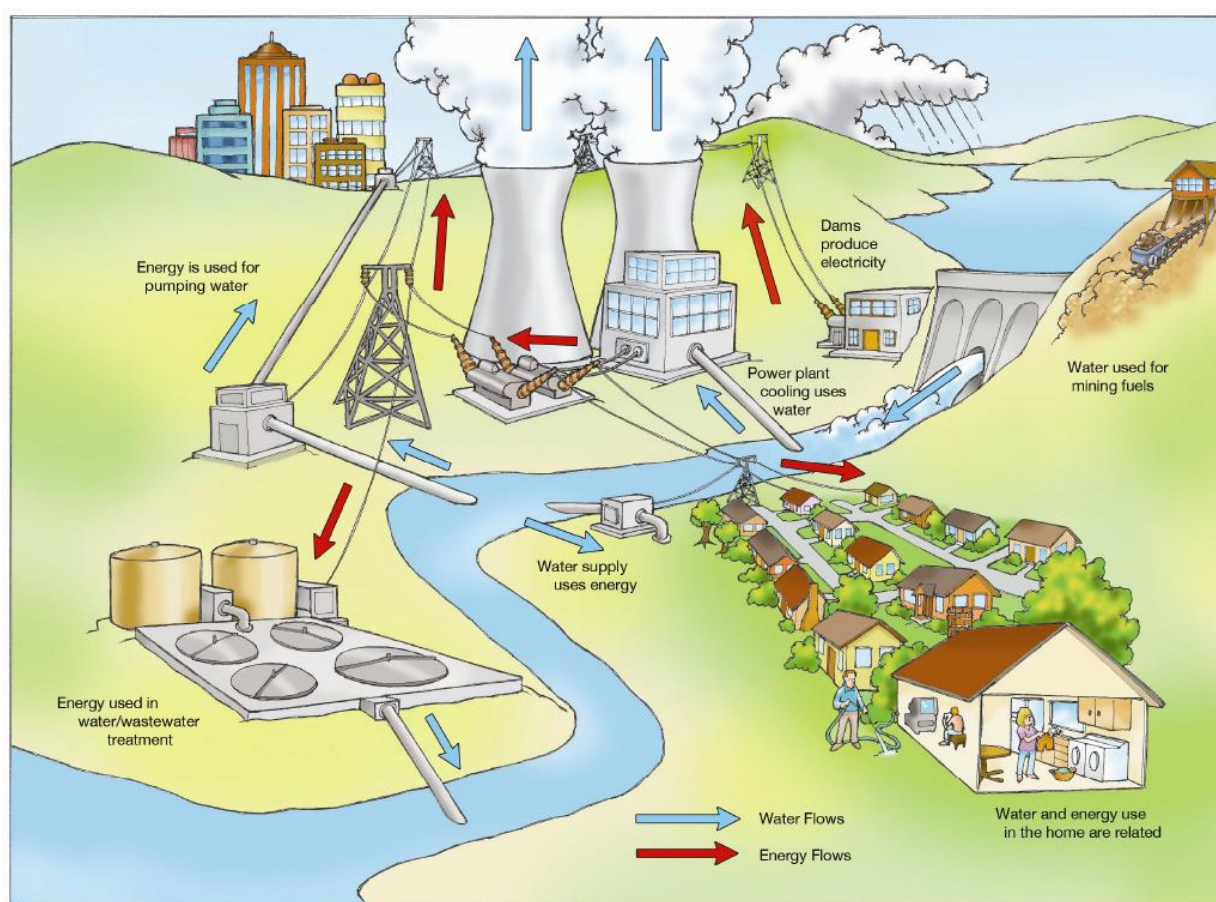 Dams
produce
electricity
Energy is used for
pumping water
Power plant
cooling uses
water
Water used for
mining fuels
Water supply
uses energy
Energy used in
water/wastewater
treatment
Water and energy use
in the home are related
Water Flows
Energy Flows